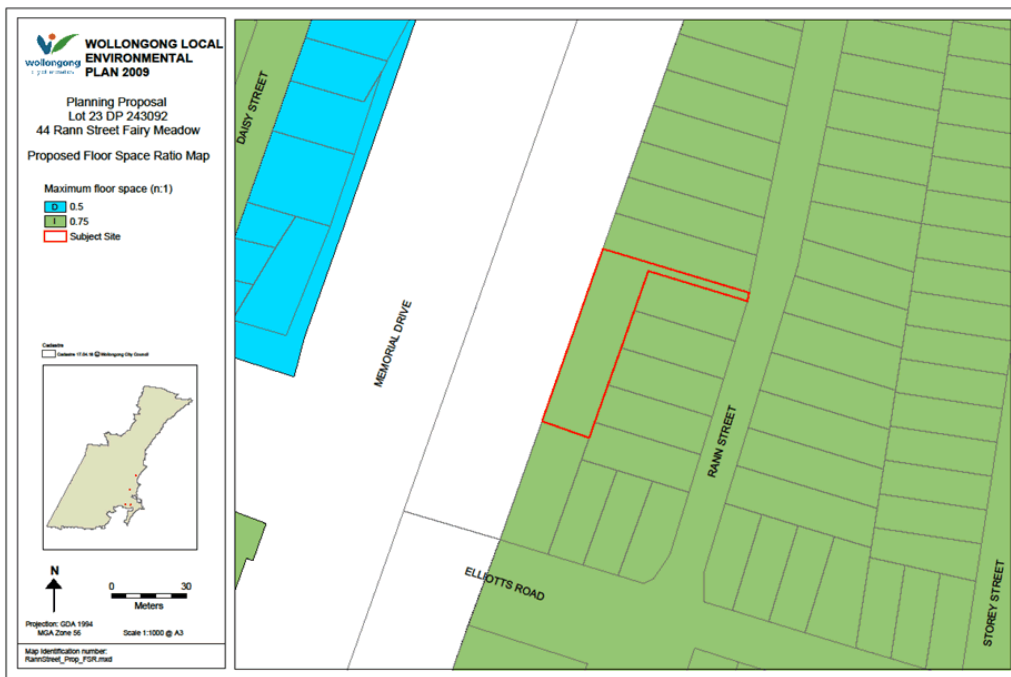 wollongong
WOLLONGONG LOCAL
ENVIRONMENTAL
PLAN 2009
Planning Proposal
Lot 23 DP 243092
44 Rann Street Fairy Meadow
Proposed Floor Space Ratio Map
Maximum floor space (n:1)
D 0.5
I 0.75
Subject Site
Cadastre
Cadastre 17.04.18 © Wollongong City Council
N
0 30
Meters
Projection: GDA 1994
MGA Zone 56
Scale 1:1000 @ A3
Map Identification number:
RannStreet_Prop_FSR.mxd
DAISY STREET
MEMORIAL DRIVE
RANN STREET
ELLIOTTS ROAD
STOREY STREET